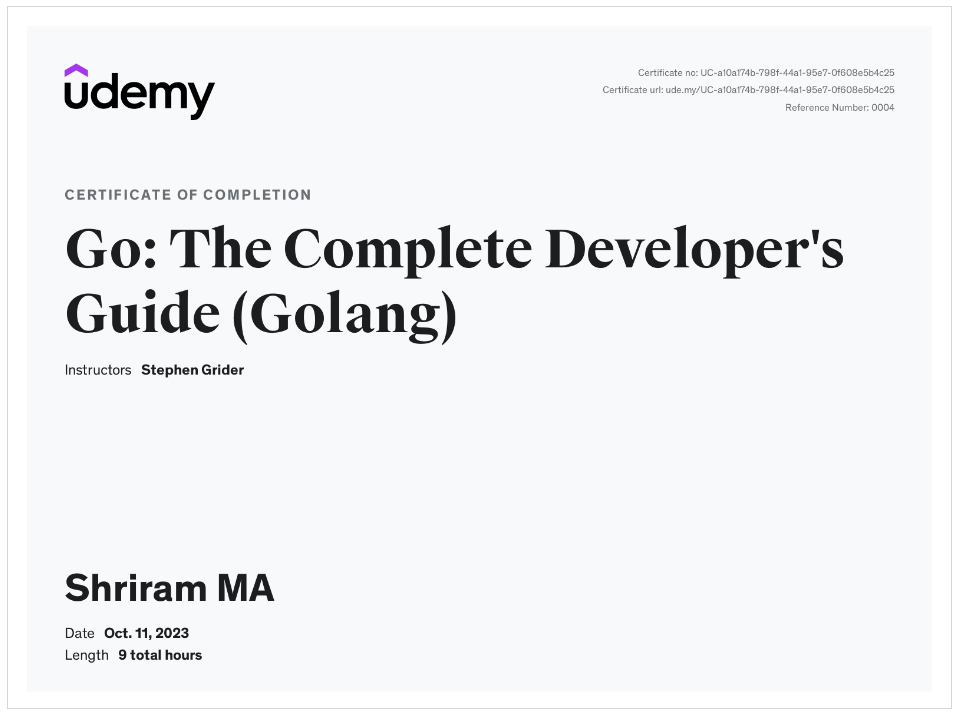 udemy
Certificate no: UC-a10a174b-798f-44a1-95e7-0f608e5b4c25
Certificate url: ude.my/UC-a10a174b-798f-44a1-95e7-0f608e5b4c25
Reference Number: 0004
CERTIFICATE OF COMPLETION
Go: The Complete Developer's
Guide (Golang)
Instructors Stephen Grider
Shriram MA
Date Oct. 11, 2023
Length 9 total hours